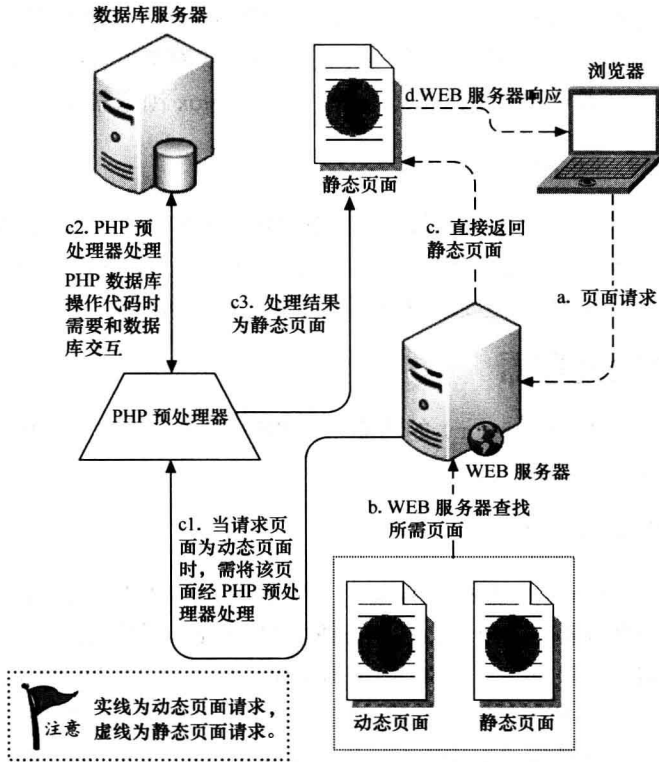 数据库服务器
浏览器
d.WEB 服务器响应
静态页面
c2. PHP 预
处理器处理
PHP 数据库
操作代码时
需要和数据
库交互
c. 直接返回
静态页面
a. 页面请求
c3. 处理结果
为静态页面
PHP 预处理器
WEB 服务器
b. WEB 服务器查找
所需页面
c1. 当请求页
面为动态页面
时，需将该页
面经 PHP 预处
理器处理
动态页面
静态页面
注意
实线为动态页面请求，
虚线为静态页面请求。